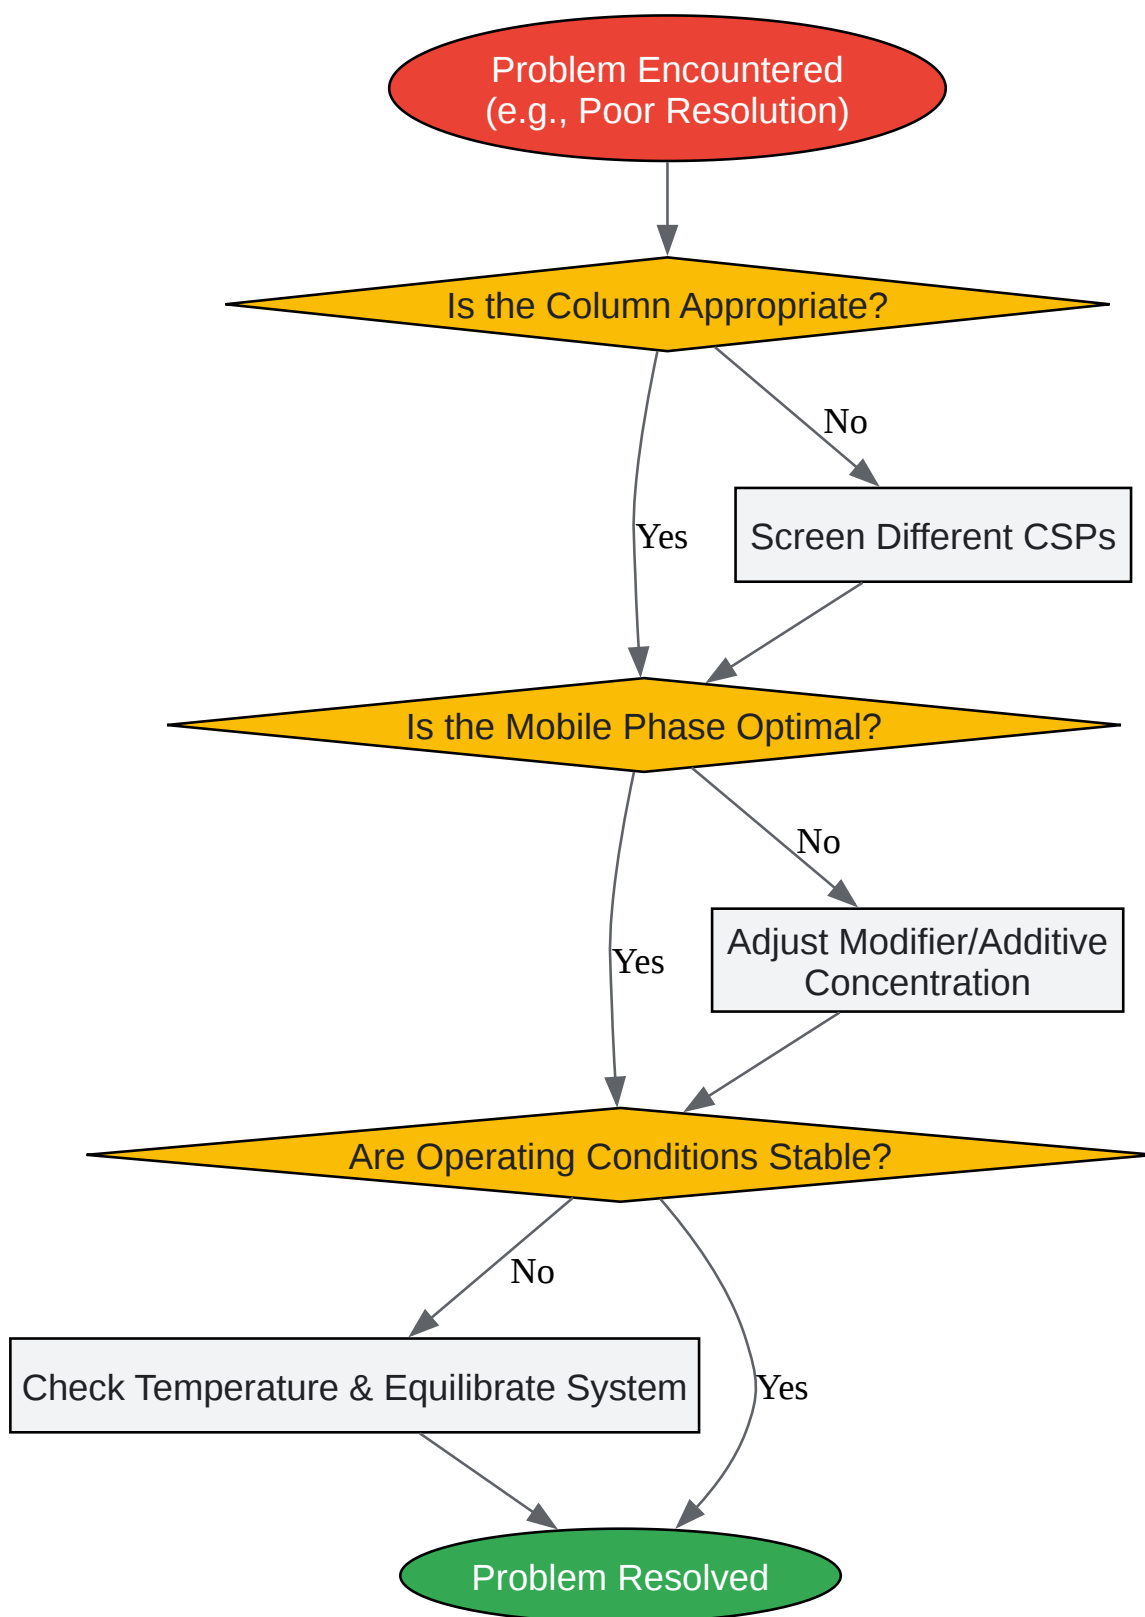 Problem Encountered
(e.g., Poor Resolution)
Is the Column Appropriate?
No
Yes
Screen Different CSPs
Is the Mobile Phase Optimal?
No
Yes
Adjust Modifier/Additive
Concentration
Are Operating Conditions Stable?
No
Check Temperature & Equilibrate System
Yes
Problem Resolved